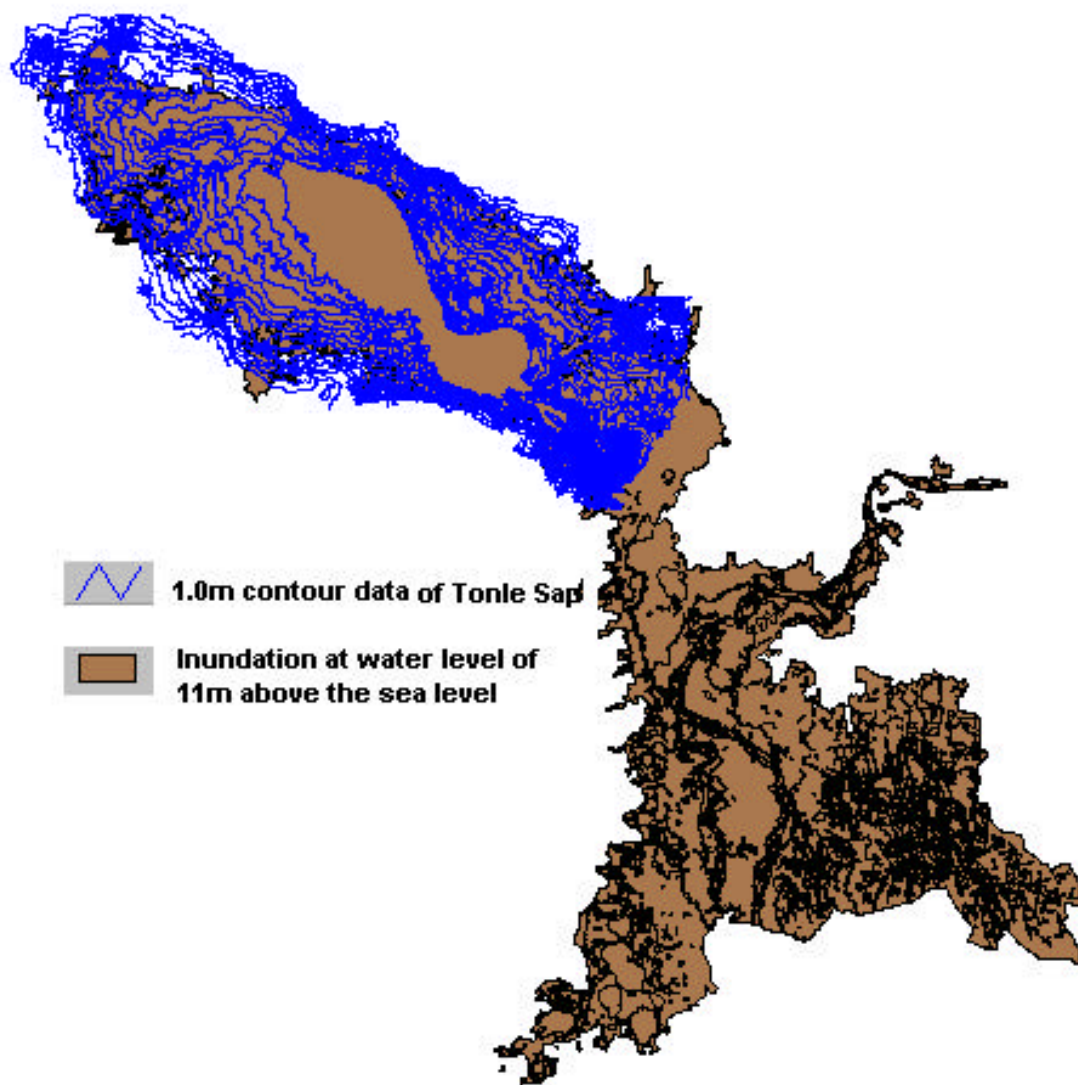 1.0m contour data of Tonle Sap
Inundation at water level of
11m above the sea level